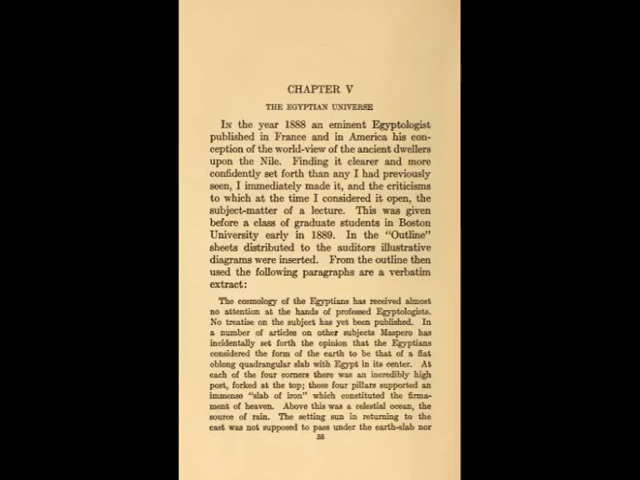 CHAPTER V
THE EGYPTIAN UNIVERSE
In the year 1888 an eminent Egyptologist
published in France and in America his con-
ception of the world-view of the ancient dwellers
upon the Nile. Finding it clearer and more
confidently set forth than any I had previously
seen, I immediately made it, and the criticisms
to which at the time I considered it open, the
subject-matter of a lecture. This was given
before a class of graduate students in Boston
University early in 1889. In the "Outline"
sheets distributed to the auditors illustrative
diagrams were inserted. From the outline then
used the following paragraphs are a verbatim
extract:
The cosmology of the Egyptians has received almost
no attention at the hands of professed Egyptologists.
No treatise on the subject has yet been published. In
a number of articles on other subjects Maspero has
incidentally set forth the opinion that the Egyptians
considered the form of the earth to be that of a flat
oblong quadrangular slab with Egypt in its center. At
each of the four corners there was an incredibly high
post, forked at the top; these four pillars supported an
immense "slab of iron" which constituted the firma-
ment of heaven. Above this was a celestial ocean, the
source of rain. The setting sun in returning to the
east was not supposed to pass under the earth-slab nor
58